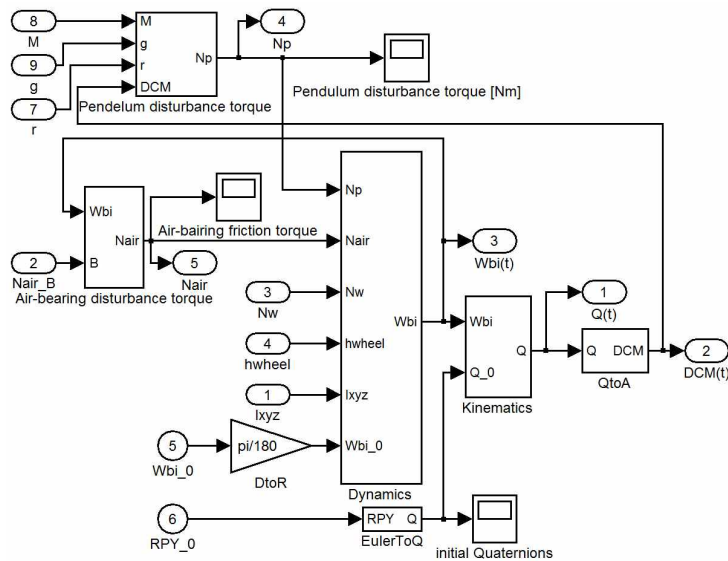 8
M
9
g
7
r
M
g
r
DCM
Np
Pendelum disturbance torque
4
Np
Pendulum disturbance torque [Nm]
Wbi
B
Nair
Air-bearing disturbance torque
2
Nair_B
Air-bairing friction torque
5
Nair
3
Nw
4
hwheel
1
Ixyz
5
Wbi_0
pi/180
DtoR
6
RPY_0
Np
Nair
Nw
hwheel
Ixyz
Wbi_0
Wbi
Dynamics
RPY Q
EulerToQ
initial Quaternions
3
Wbi(t)
Wbi
Q_0
Q
Kinematics
1
Q(t)
Q DCM
QtoA
2
DCM(t)